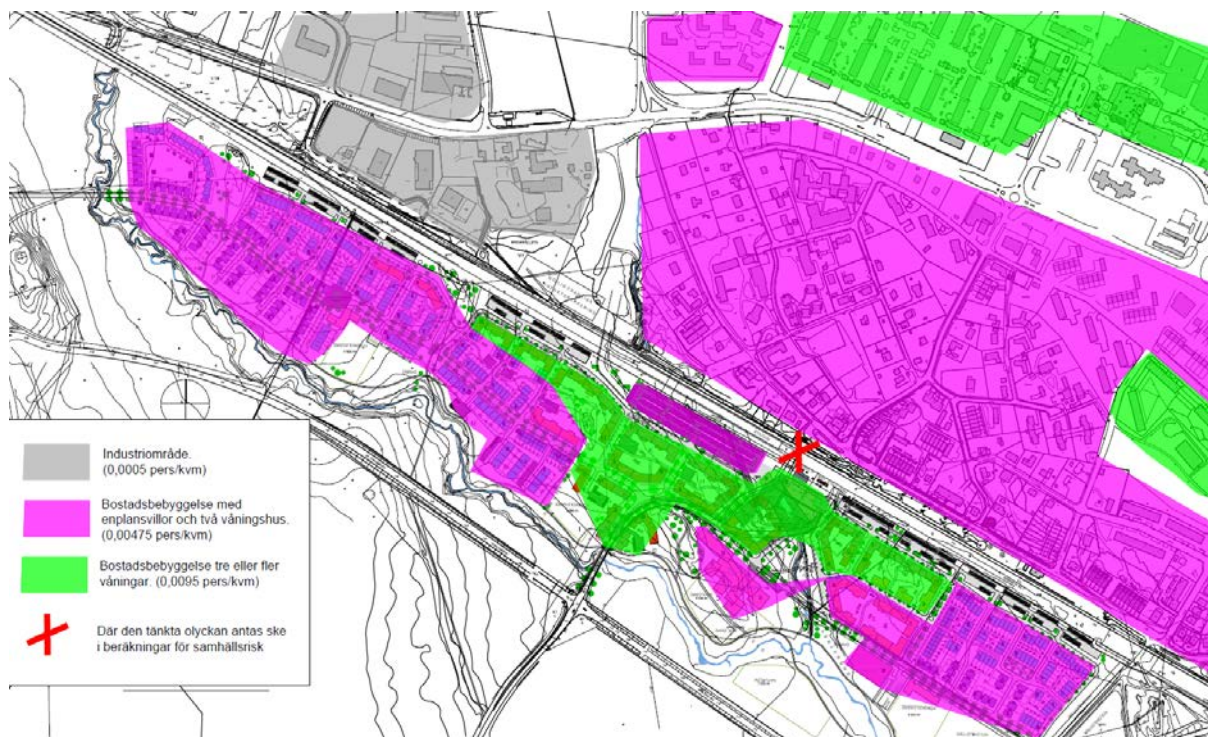 Industriområde.
(0,0005 pers/kvm)
Bostadsbebyggelse med
enplansvillor och två våningshus.
(0,00475 pers/kvm)
Bostadsbebyggelse tre eller fler
våningar. (0,0095 pers/kvm)
Där den tänkta olyckan antas ske
i beräkningar för samhällsrisk